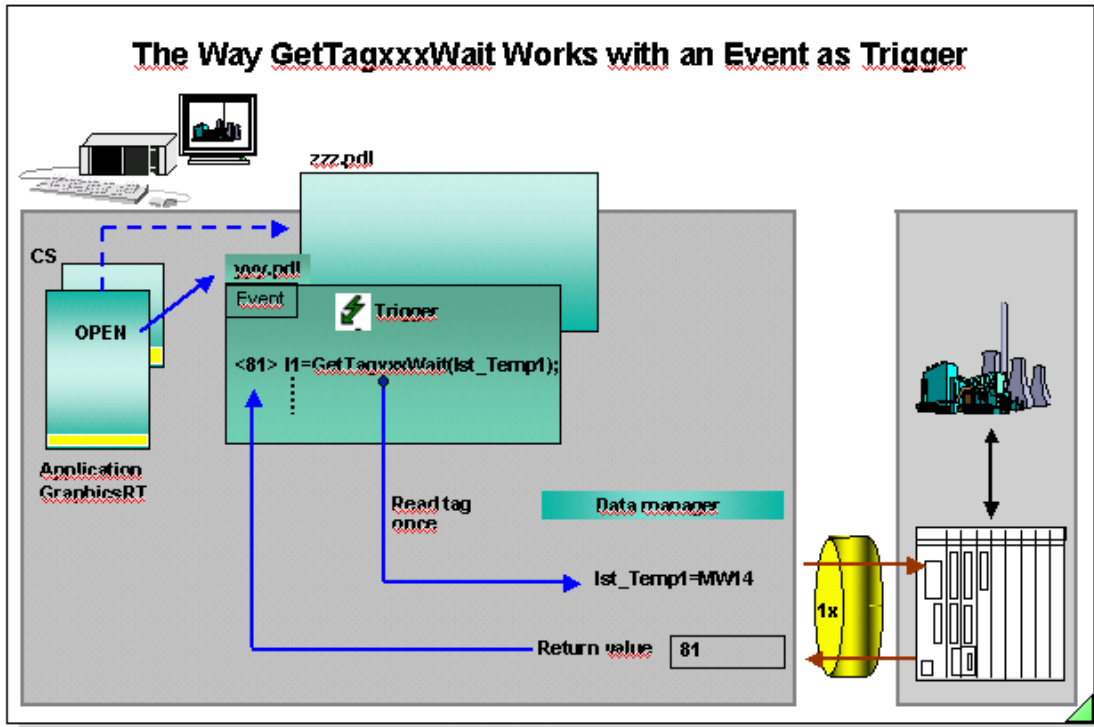 The Way GetTagxxxWait Works with an Event as Trigger
zzz.pdl
CS
yyy.pdl
Event
Trigger
OPEN
<81> I1=GetTagxxxWait(Ist_Temp1);
Application
GraphicsRT
Read tag
once
Data manager
Ist_Temp1=MW14
1x
Return value
81